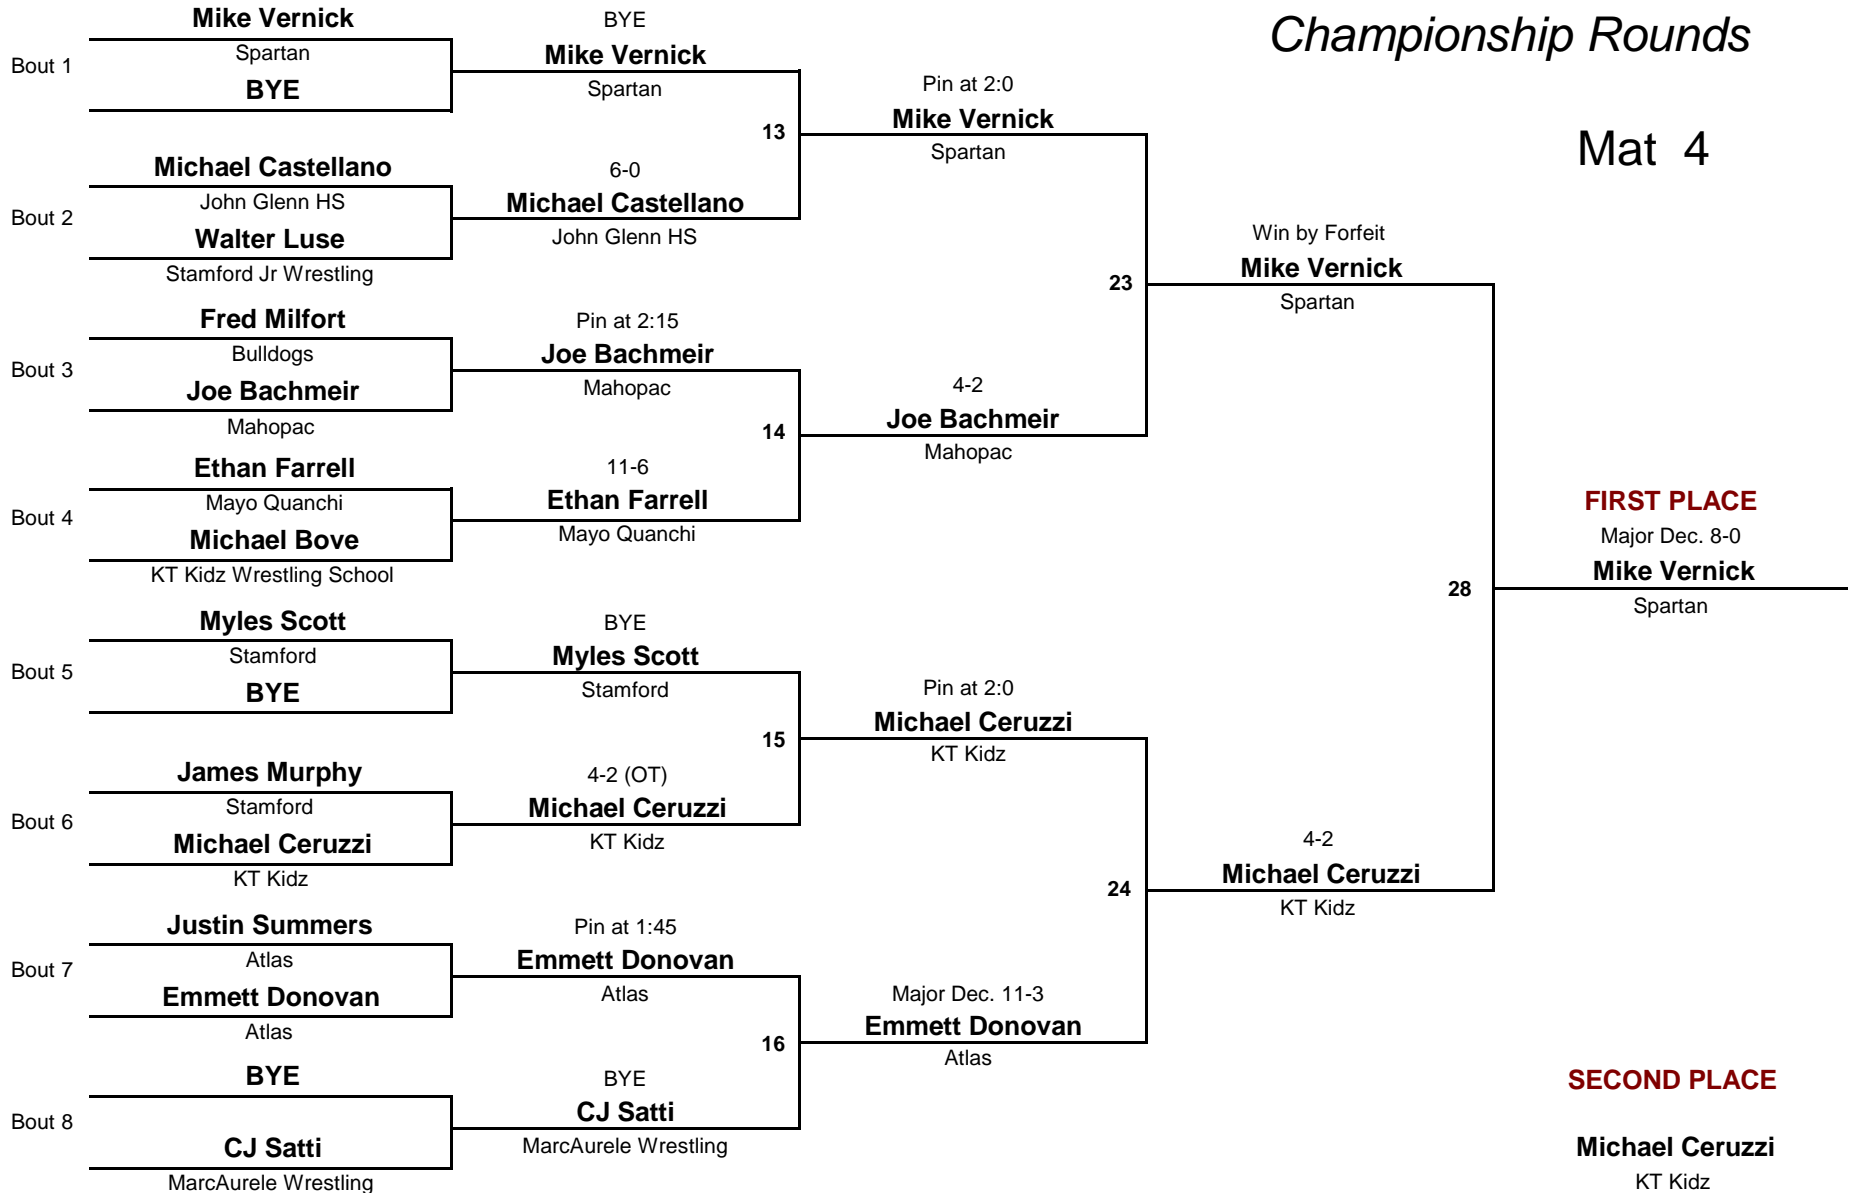 Championship Rounds
Mat 4
Bout 1
Mike Vernick
Spartan
BYE
Bout 2
Michael Castellano
John Glenn HS
Walter Luse
Stamford Jr Wrestling
Bout 3
Fred Milfort
Bulldogs
Joe Bachmeir
Mahopac
Bout 4
Ethan Farrell
Mayo Quanchi
Michael Bove
KT Kidz Wrestling School
Bout 5
Myles Scott
Stamford
BYE
Bout 6
James Murphy
Stamford
Michael Ceruzzi
KT Kidz
Bout 7
Justin Summers
Atlas
Emmett Donovan
Atlas
Bout 8
BYE
CJ Satti
MarcAurele Wrestling
BYE
Mike Vernick
Spartan
13
6-0
Michael Castellano
John Glenn HS
Pin at 2:15
Joe Bachmeir
Mahopac
14
11-6
Ethan Farrell
Mayo Quanchi
BYE
Myles Scott
Stamford
15
4-2 (OT)
Michael Ceruzzi
KT Kidz
Pin at 1:45
Emmett Donovan
Atlas
16
BYE
CJ Satti
MarcAurele Wrestling
Pin at 2:0
Mike Vernick
Spartan
23
4-2
Joe Bachmeir
Mahopac
Pin at 2:0
Michael Ceruzzi
KT Kidz
24
Major Dec. 11-3
Emmett Donovan
Atlas
Win by Forfeit
Mike Vernick
Spartan
28
4-2
Michael Ceruzzi
KT Kidz
FIRST PLACE
Major Dec. 8-0
Mike Vernick
Spartan
SECOND PLACE
Michael Ceruzzi
KT Kidz